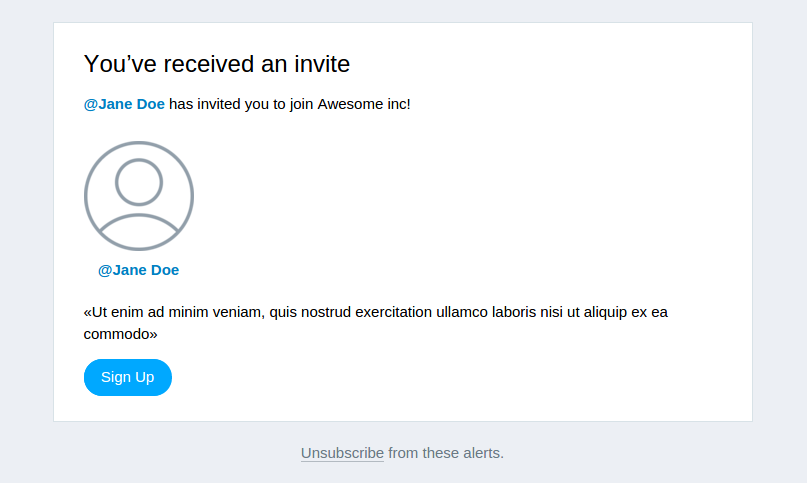 You’ve received an invite
@Jane Doe has invited you to join Awesome inc!
@Jane Doe
«Ut enim ad minim veniam, quis nostrud exercitation ullamco laboris nisi ut aliquip ex ea
commodo»
Sign Up
Unsubscribe from these alerts.